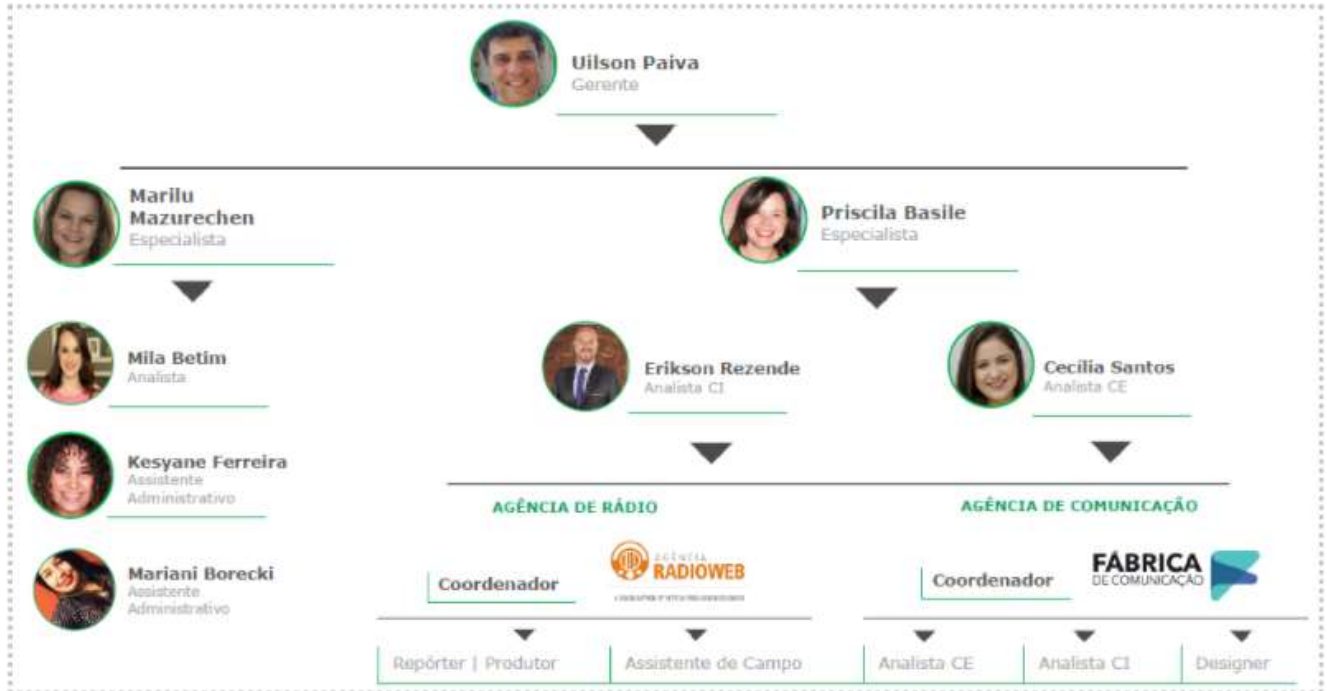 Uilson Paiva
Gerente
Marilu
Mazurechen
Especialista
Priscila Basile
Especialista
Mila Betim
Analista
Erikson Rezende
Analista CI
Cecília Santos
Analista CE
Kesyane Ferreira
Assistente
Administrativo
AGÊNCIA DE RÁDIO
AGÊNCIA DE COMUNICAÇÃO
Mariani Borecki
Assistente
Administrativo
Coordenador
AGÊNCIA
RADIOWEB
Coordenador
FÁBRICA
DE COMUNICAÇÃO
Repórter | Produtor
Assistente de Campo
Analista CE
Analista CI
Designer